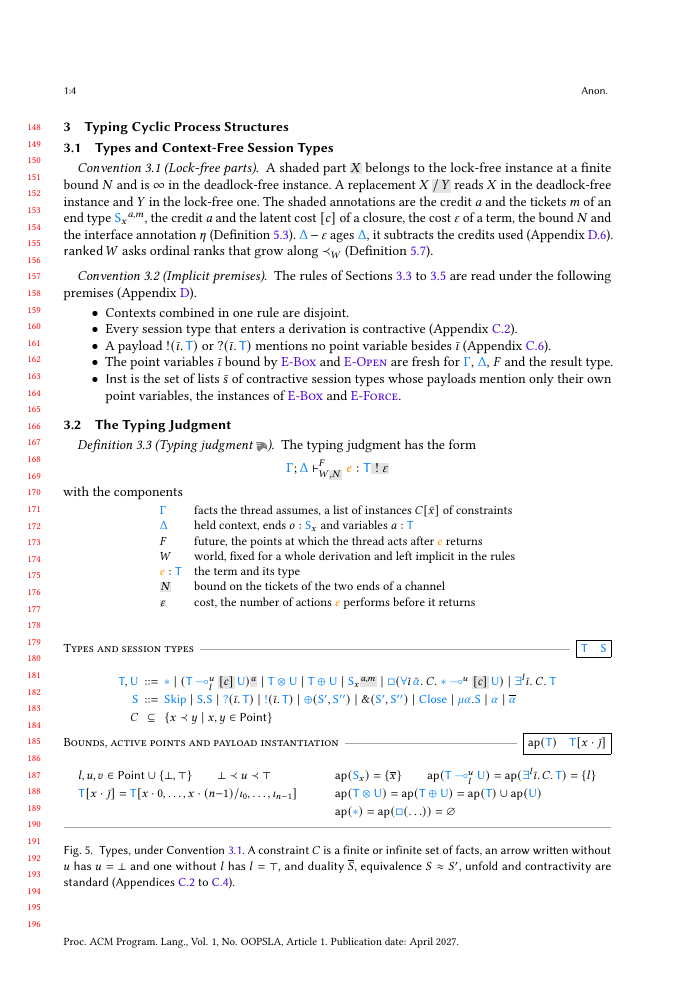 1:4 Anon.
148 3 Typing Cyclic Process Structures
149 3.1 Types and Context-Free Session Types
150
151 Convention 3.1 (Lock-free parts). A shaded part X belongs to the lock-free instance at a finite
152 bound N and is ∞ in the deadlock-free instance. A replacement X / Y reads X in the deadlock-free
153 instance and Y in the lock-free one. The shaded annotations are the credit a and the tickets m of an
154 end type Sₓ^{a,m}, the credit a and the latent cost [c] of a closure, the cost ε of a term, the bound N and
155 the interface annotation η (Definition 5.3). Δ − ε ages Δ, it subtracts the credits used (Appendix D.6).
156 ranked W asks ordinal ranks that grow along ≺_W (Definition 5.7).
157 Convention 3.2 (Implicit premises). The rules of Sections 3.3 to 3.5 are read under the following
158 premises (Appendix D).
159 • Contexts combined in one rule are disjoint.
160 • Every session type that enters a derivation is contractive (Appendix C.2).
161 • A payload !(ῑ. T) or ?(ῑ. T) mentions no point variable besides ῑ (Appendix C.6).
162 • The point variables ῑ bound by E-Box and E-Open are fresh for Γ, Δ, F and the result type.
163 • Inst is the set of lists s̄ of contractive session types whose payloads mention only their own
164 point variables, the instances of E-Box and E-Force.
165
166 3.2 The Typing Judgment
167 Definition 3.3 (Typing judgment). The typing judgment has the form
168
169 Γ; Δ ⊢^F_{W,N} e : T ! ε
170 with the components
171 Γ facts the thread assumes, a list of instances C[x̄] of constraints
172 Δ held context, ends o : Sₓ and variables a : T
173 F future, the points at which the thread acts after e returns
174 W world, fixed for a whole derivation and left implicit in the rules
175 e : T the term and its type
176 N bound on the tickets of the two ends of a channel
177 ε cost, the number of actions e performs before it returns
178
179 Types and session types T S
180
181 T, U ::= ∗ | (T ⊸^u_l [c] U)^a | T ⊗ U | T ⊕ U | Sₓ^{a,m} | □(∀ῑ ᾱ. C. ∗ ⊸^u [c] U) | ∃^l ῑ. C. T
182 S ::= Skip | S.S | ?(ῑ. T) | !(ῑ. T) | ⊕(S′, S″) | &(S′, S″) | Close | μα.S | α | ᾱ
183 C ⊆ {x ≺ y | x, y ∈ Point}
184
185 Bounds, active points and payload instantiation ap(T) T[x · ȷ̄]
186
187 l, u, v ∈ Point ∪ {⊥, ⊤} ⊥ ≺ u ≺ ⊤ ap(Sₓ) = {x̄} ap(T ⊸^u_l U) = ap(∃^l ῑ. C. T) = {l}
188 T[x · ȷ̄] = T[x · 0, . . . , x · (n−1)/ι₀, . . . , ιₙ₋₁] ap(T ⊗ U) = ap(T ⊕ U) = ap(T) ∪ ap(U)
189 ap(∗) = ap(□(. . .)) = ∅
190
191 Fig. 5. Types, under Convention 3.1. A constraint C is a finite or infinite set of facts, an arrow written without
192 u has u = ⊥ and one without l has l = ⊤, and duality S̄, equivalence S ≈ S′, unfold and contractivity are
193 standard (Appendices C.2 to C.4).
194
195
196
Proc. ACM Program. Lang., Vol. 1, No. OOPSLA, Article 1. Publication date: April 2027.